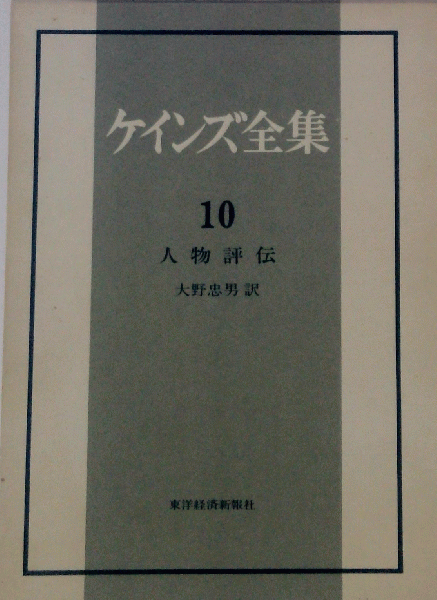 ケインズ全集
10
人物評伝
大野忠男訳
東洋経済新報社